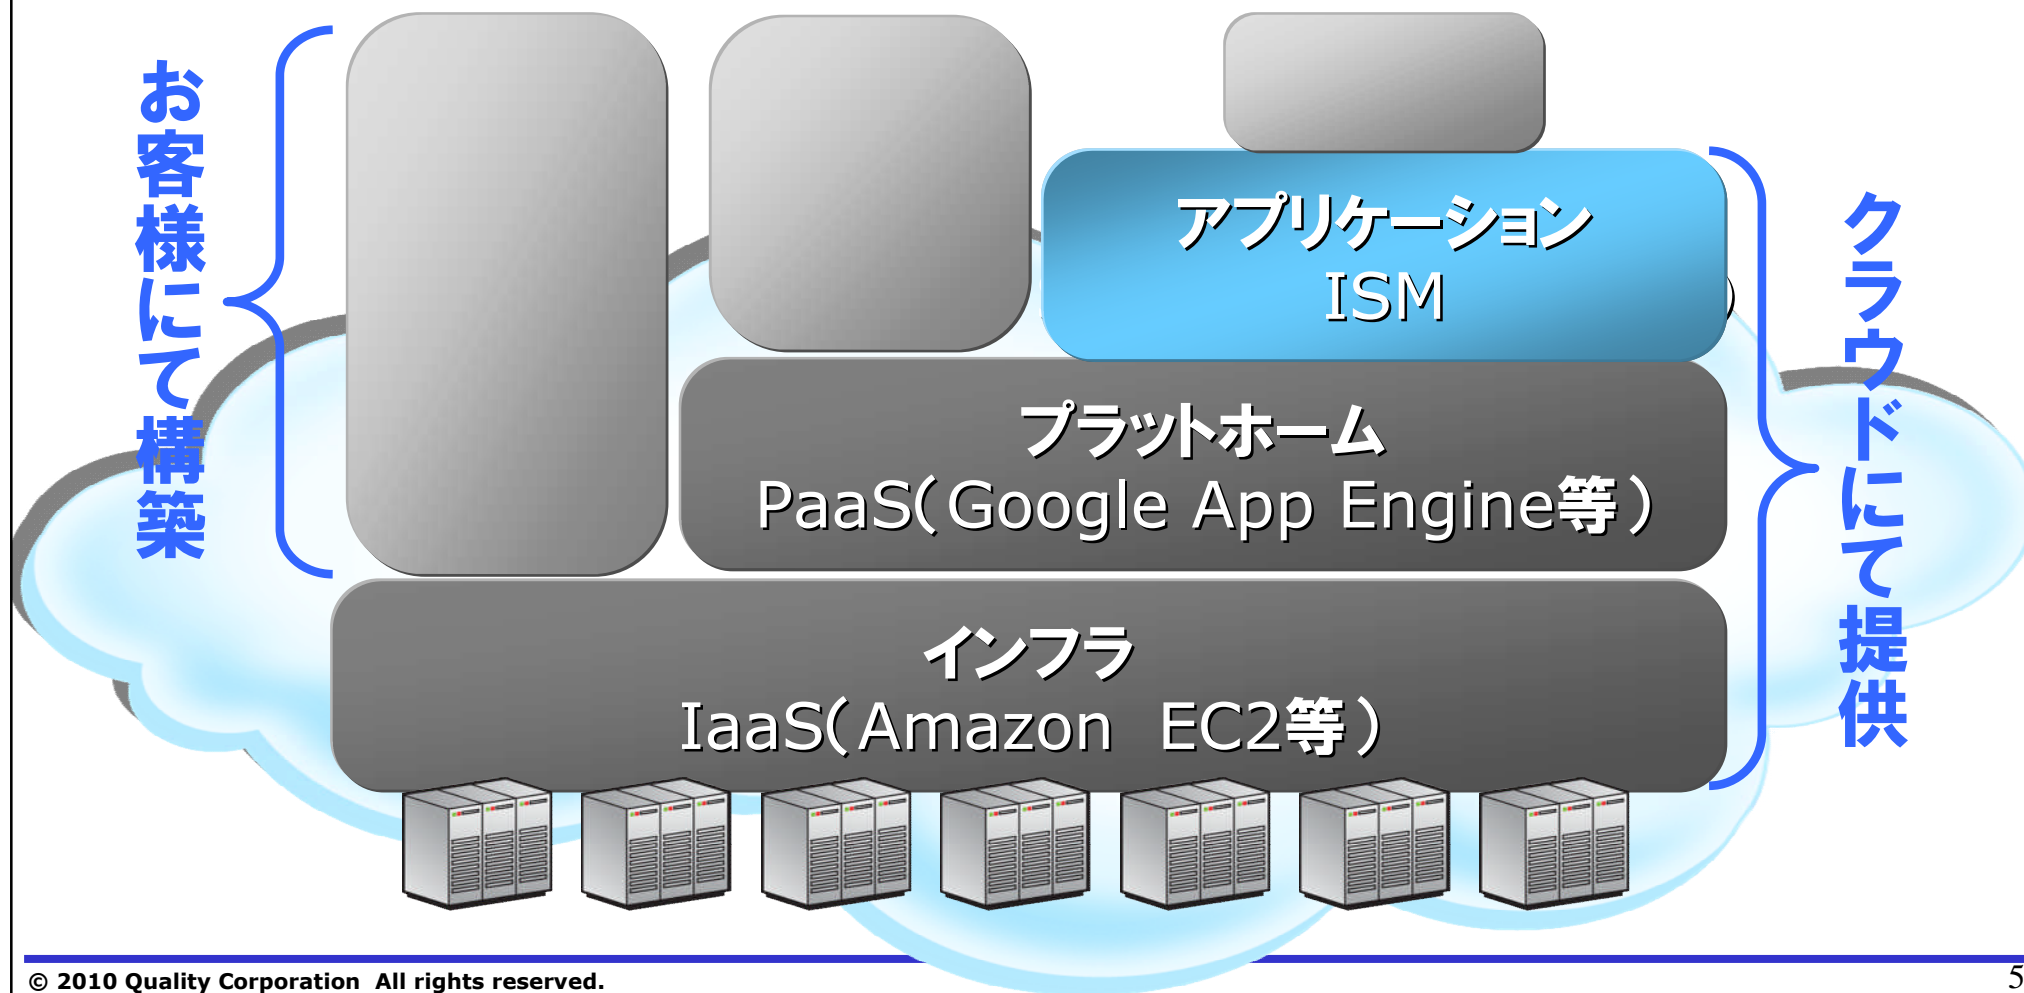 お客様にて構築
アプリケーション
ISM
プラットホーム
PaaS(Google App Engine等)
インフラ
IaaS(Amazon EC2等)
クラウドにて提供
© 2010 Quality Corporation All rights reserved.
5